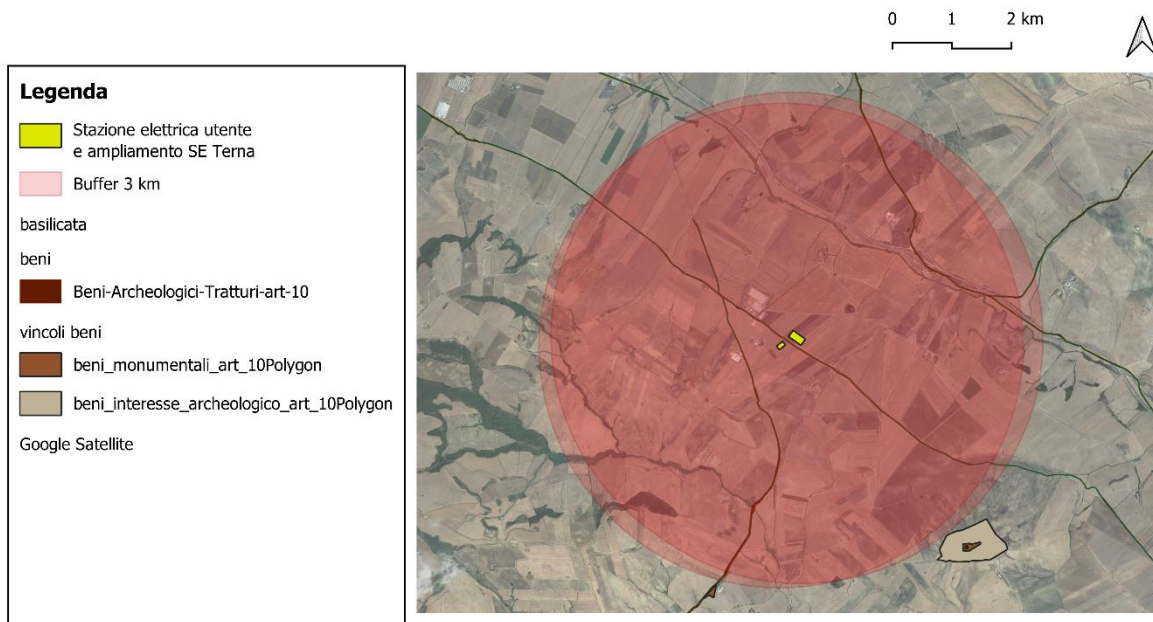 0 1 2 km
Legenda
Stazione elettrica utente
e ampliamento SE Terna
Buffer 3 km
basilicata
beni
Beni-Archeologici-Tratturi-art-10
vincoli beni
beni_monumentali_art_10Polygon
beni_interesse_archeologico_art_10Polygon
Google Satellite